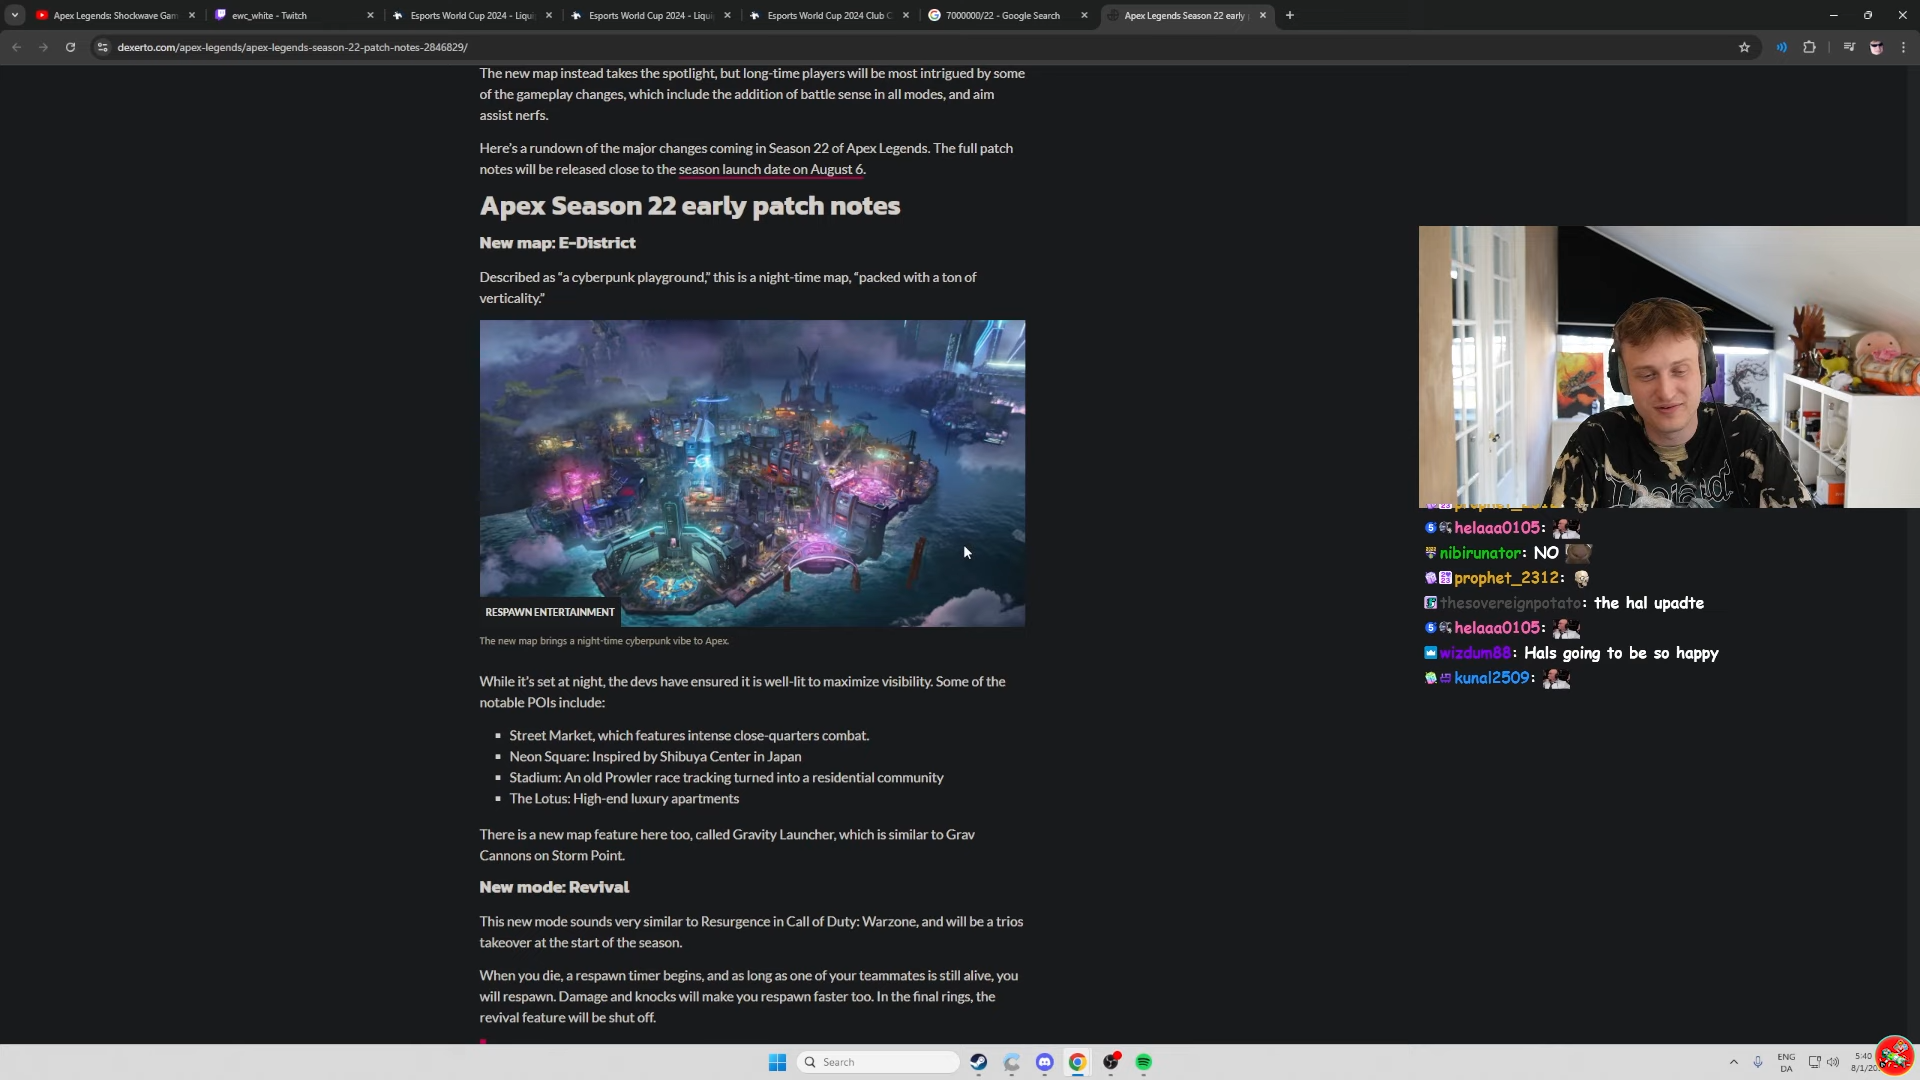 Apex Legends: Shockwave Gam
ewc_white - Twitch
Esports World Cup 2024 - Liqui
Esports World Cup 2024 - Liqui
Esports World Cup 2024 Club C
7000000/22 - Google Search
Apex Legends Season 22 early
dexerto.com/apex-legends/apex-legends-season-22-patch-notes-2846829/
The new map instead takes the spotlight, but long-time players will be most intrigued by some
of the gameplay changes, which include the addition of battle sense in all modes, and aim
assist nerfs.
Here's a rundown of the major changes coming in Season 22 of Apex Legends. The full patch
notes will be released close to the season launch date on August 6.
Apex Season 22 early patch notes
New map: E-District
Described as “a cyberpunk playground,” this is a night-time map, “packed with a ton of
verticality.”
RESPAWN ENTERTAINMENT
The new map brings a night-time cyberpunk vibe to Apex.
While it's set at night, the devs have ensured it is well-lit to maximize visibility. Some of the
notable POIs include:
▪ Street Market, which features intense close-quarters combat.
▪ Neon Square: Inspired by Shibuya Center in Japan
▪ Stadium: An old Prowler race tracking turned into a residential community
▪ The Lotus: High-end luxury apartments
There is a new map feature here too, called Gravity Launcher, which is similar to Grav
Cannons on Storm Point.
New mode: Revival
This new mode sounds very similar to Resurgence in Call of Duty: Warzone, and will be a trios
takeover at the start of the season.
When you die, a respawn timer begins, and as long as one of your teammates is still alive, you
will respawn. Damage and knocks will make you respawn faster too. In the final rings, the
revival feature will be shut off.
helaaa0105:
nibirunator: NO
prophet_2312:
thesovereignpotato: the hal upadte
helaaa0105:
wizdum88: Hals going to be so happy
kunal2509:
Search
ENG
DA
5:40
8/1/20